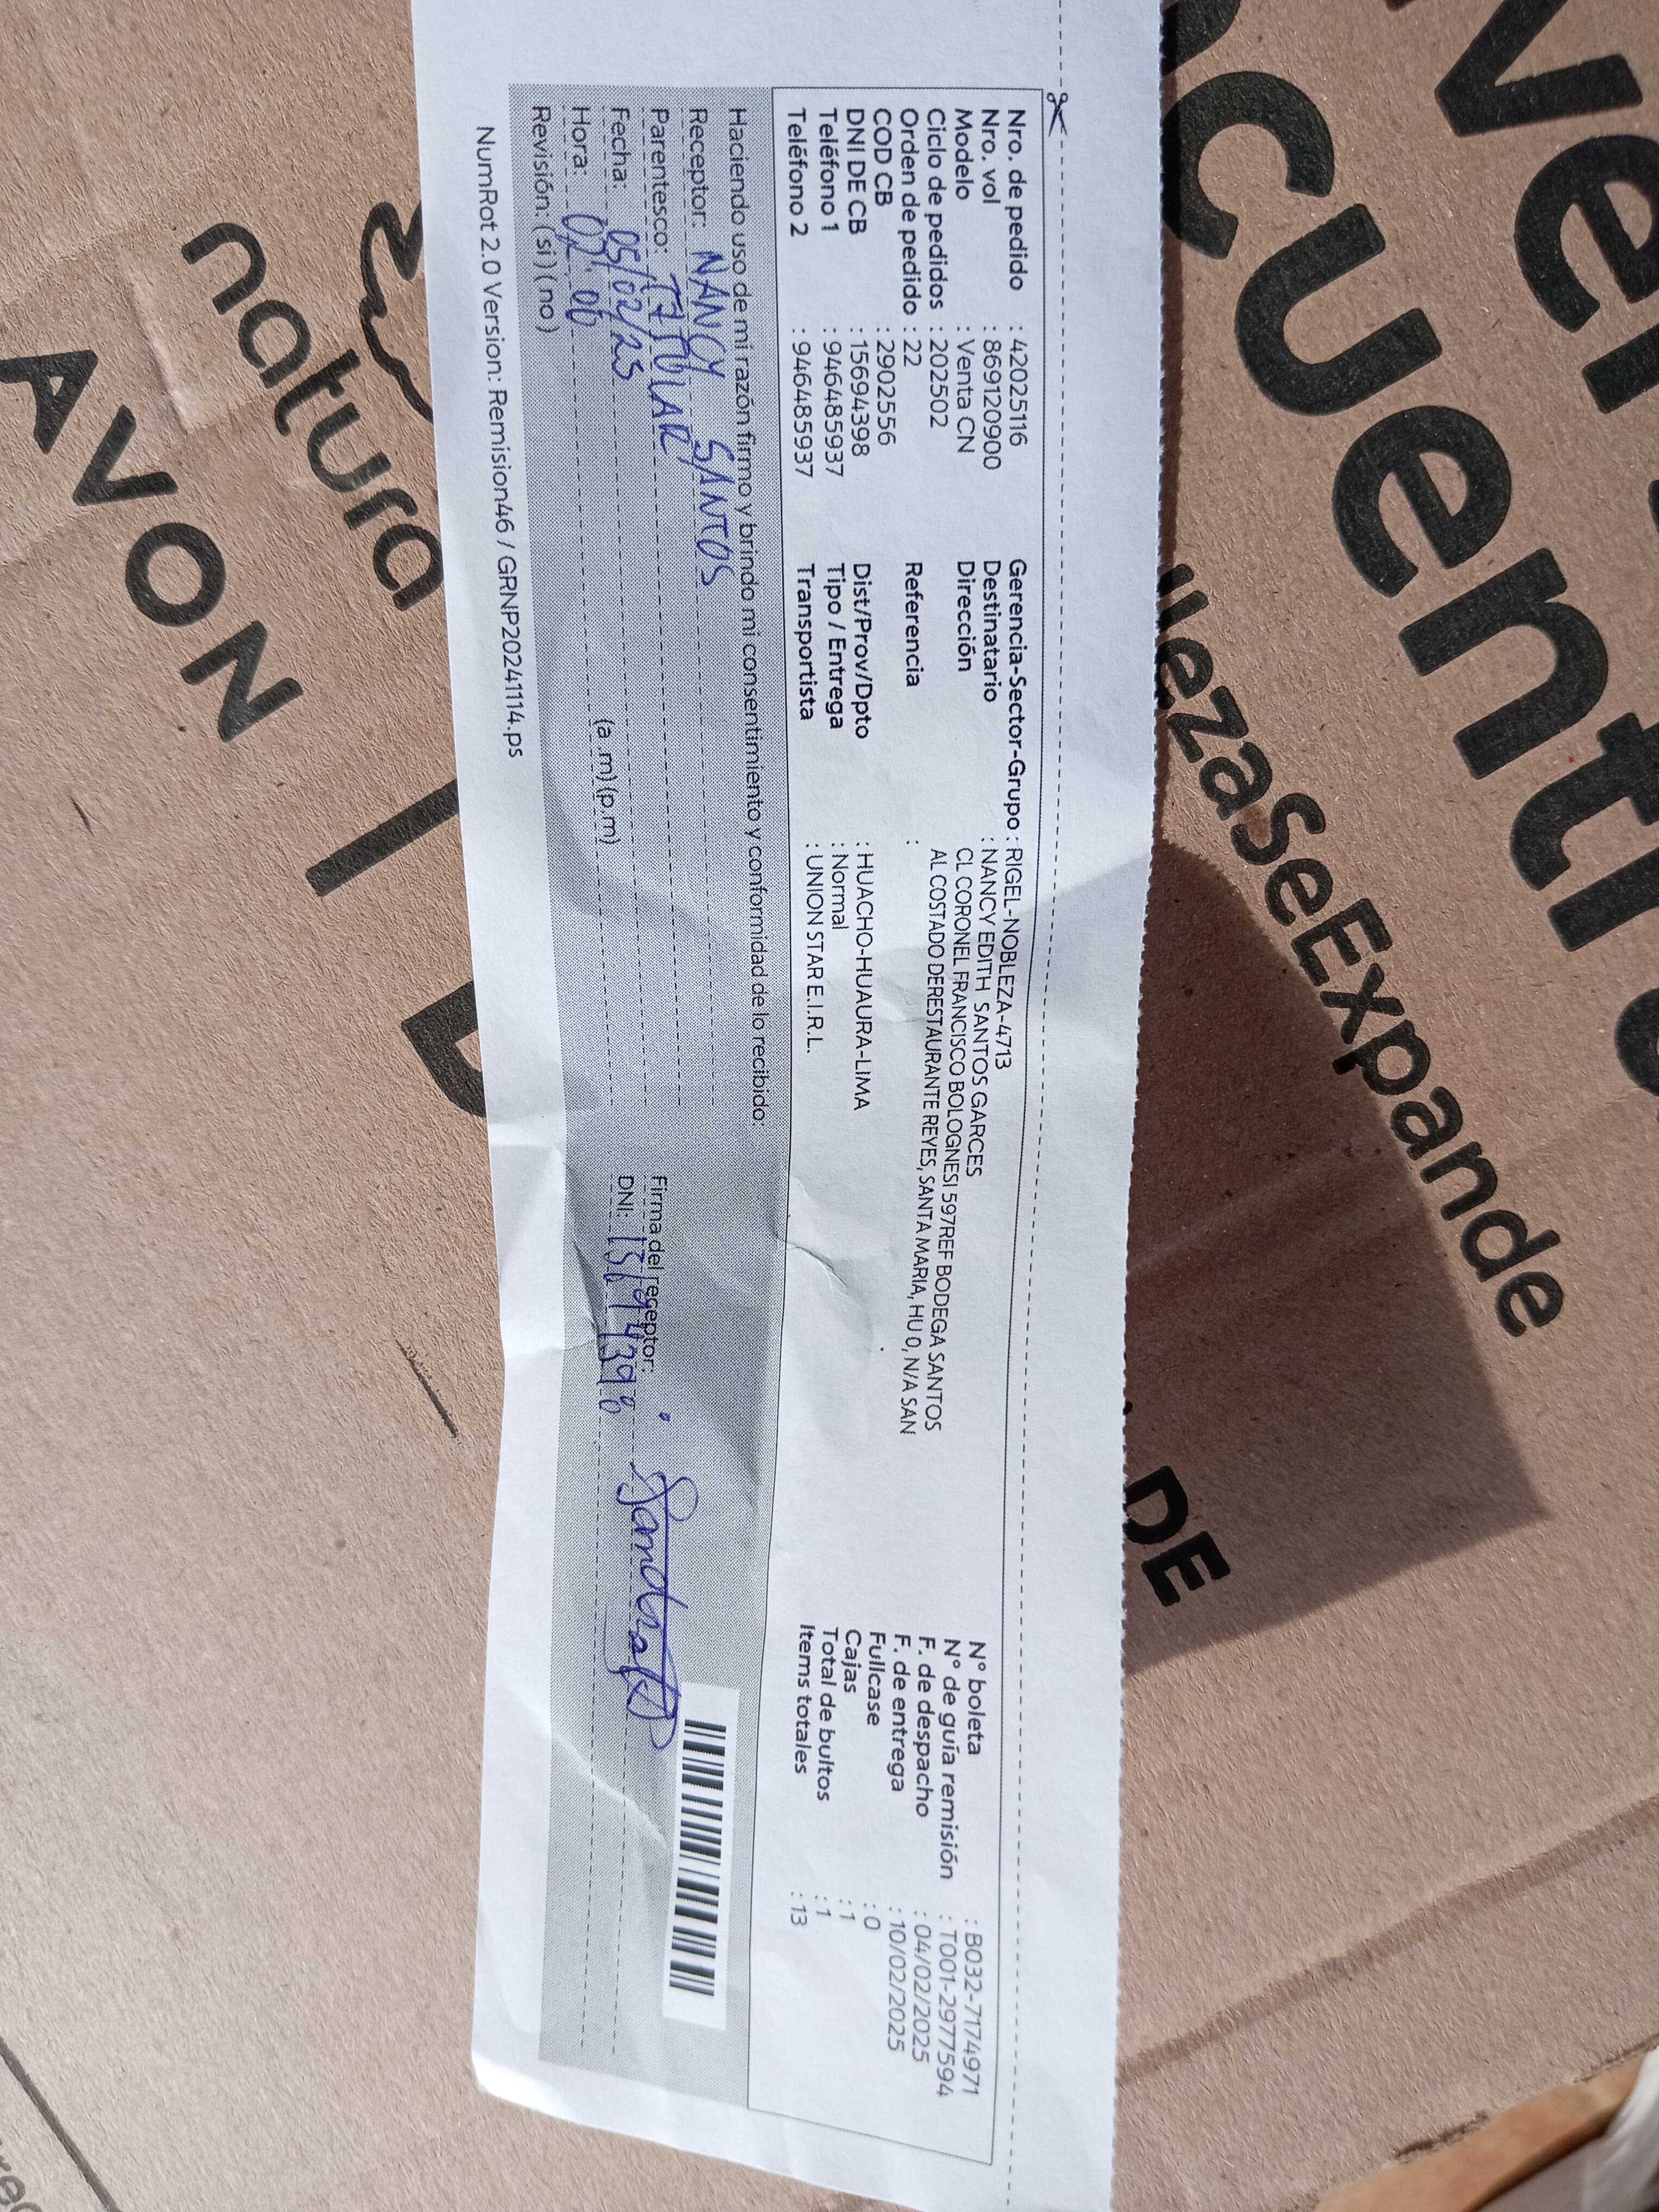 Nro. de pedido : 42025116
Nro. vol : 869120900
Modelo : Venta CN
Ciclo de pedidos : 202502
Orden de pedido : 22
COD CB : 2902556
DNI DE CB : 15694398
Teléfono 1 : 946485937
Teléfono 2 : 946485937
Gerencia-Sector-Grupo : RIGEL-NOBLEZA-4713
Destinatario : NANCY EDITH SANTOS GARCES
Dirección CL CORONEL FRANCISCO BOLOGNESI 597REF BODEGA SANTOS
AL COSTADO DERESTAURANTE REYES, SANTA MARIA, HU 0, N/A SAN
Referencia :
Dist/Prov/Dpto : HUACHO-HUAURA-LIMA
Tipo / Entrega : Normal
Transportista : UNION STAR E.I.R.L.
N° boleta : B032-7174971
N° de guía remisión : T001-2977594
F. de despacho : 04/02/2025
F. de entrega : 10/02/2025
Fullcase : 0
Cajas : 1
Total de bultos : 1
Items totales : 13
Haciendo uso de mi razón firmo y brindo mi consentimiento y conformidad de lo recibido:
Receptor: NANCY SANTOS
Parentesco: TITULAR
Fecha: 05/02/25
Hora: 02:00 (a.m) (p.m)
Revisión: (si) (no)
Firma del receptor:
DNI: 15694398
NumRot 2.0 Version: Remision46 / GRNP20241114.ps
cuentro
llezaSeExpande
DE
natura
AVON